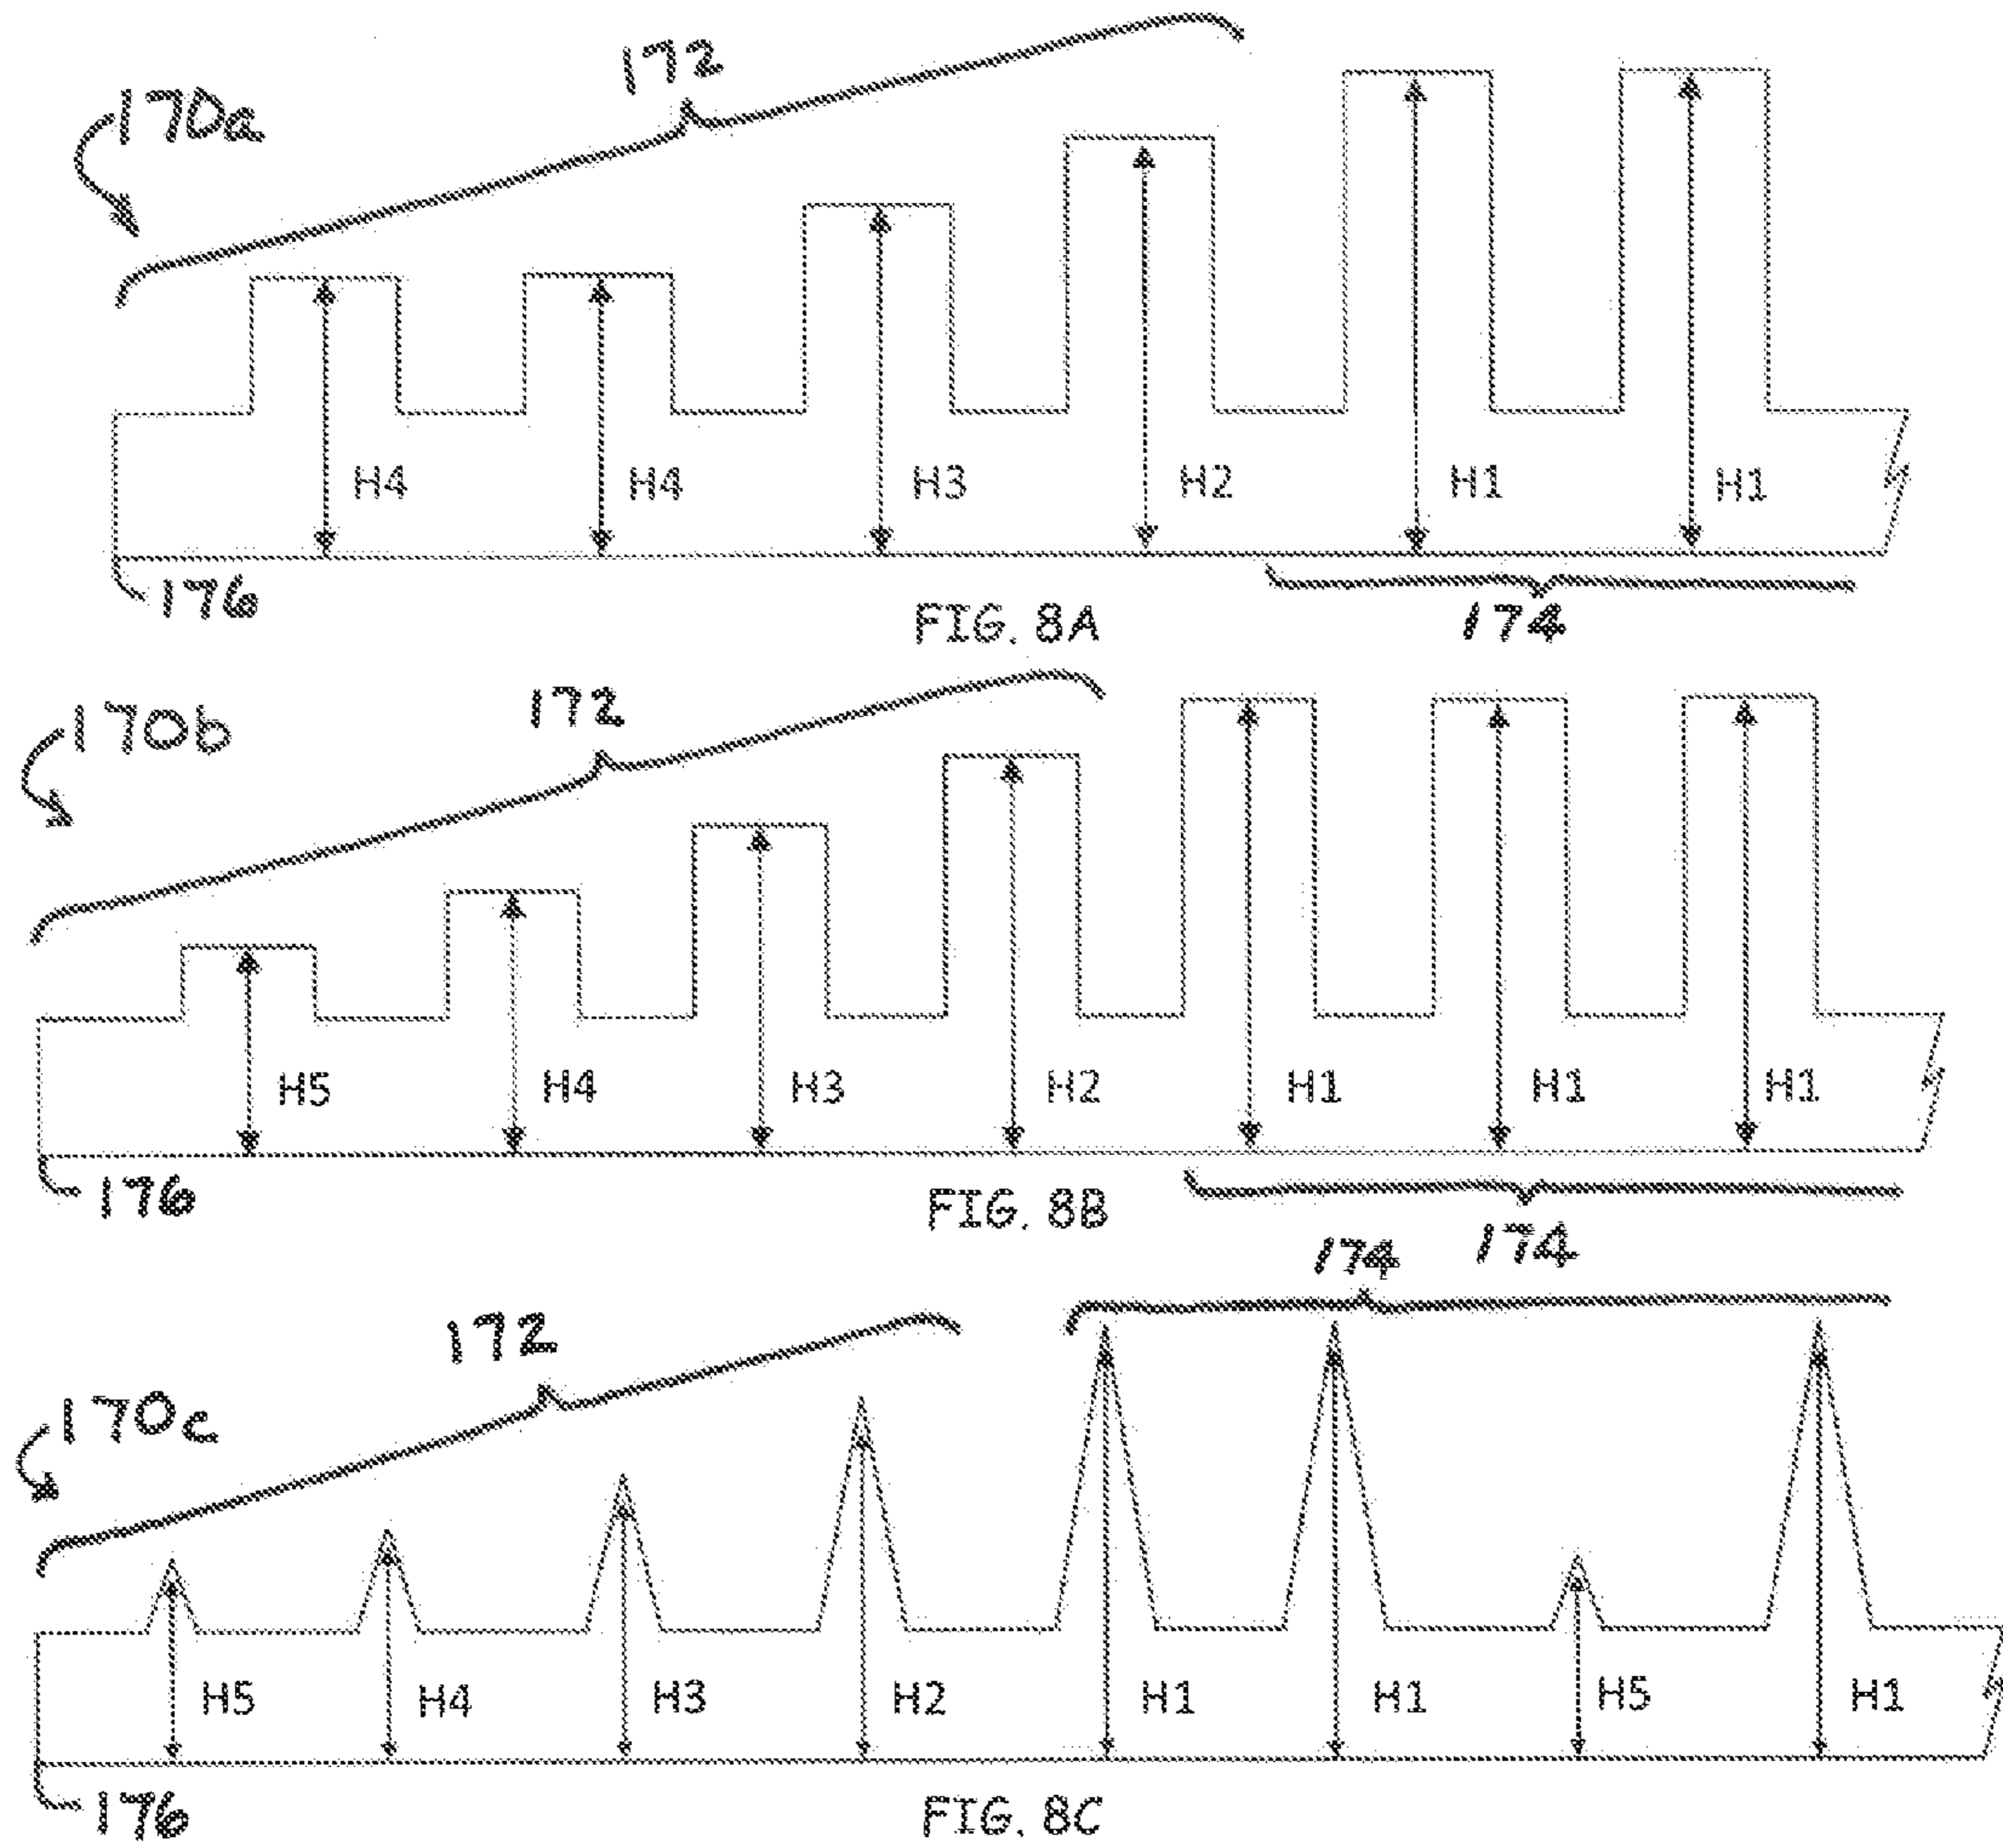 172
170a
H4 H4 H3 H2 H1 H1
176
FIG. 8A
174
172
170b
H5 H4 H3 H2 H1 H1 H1
176
FIG. 8B
174
174
172
170c
H5 H4 H3 H2 H1 H1 H5 H1
176
FIG. 8C